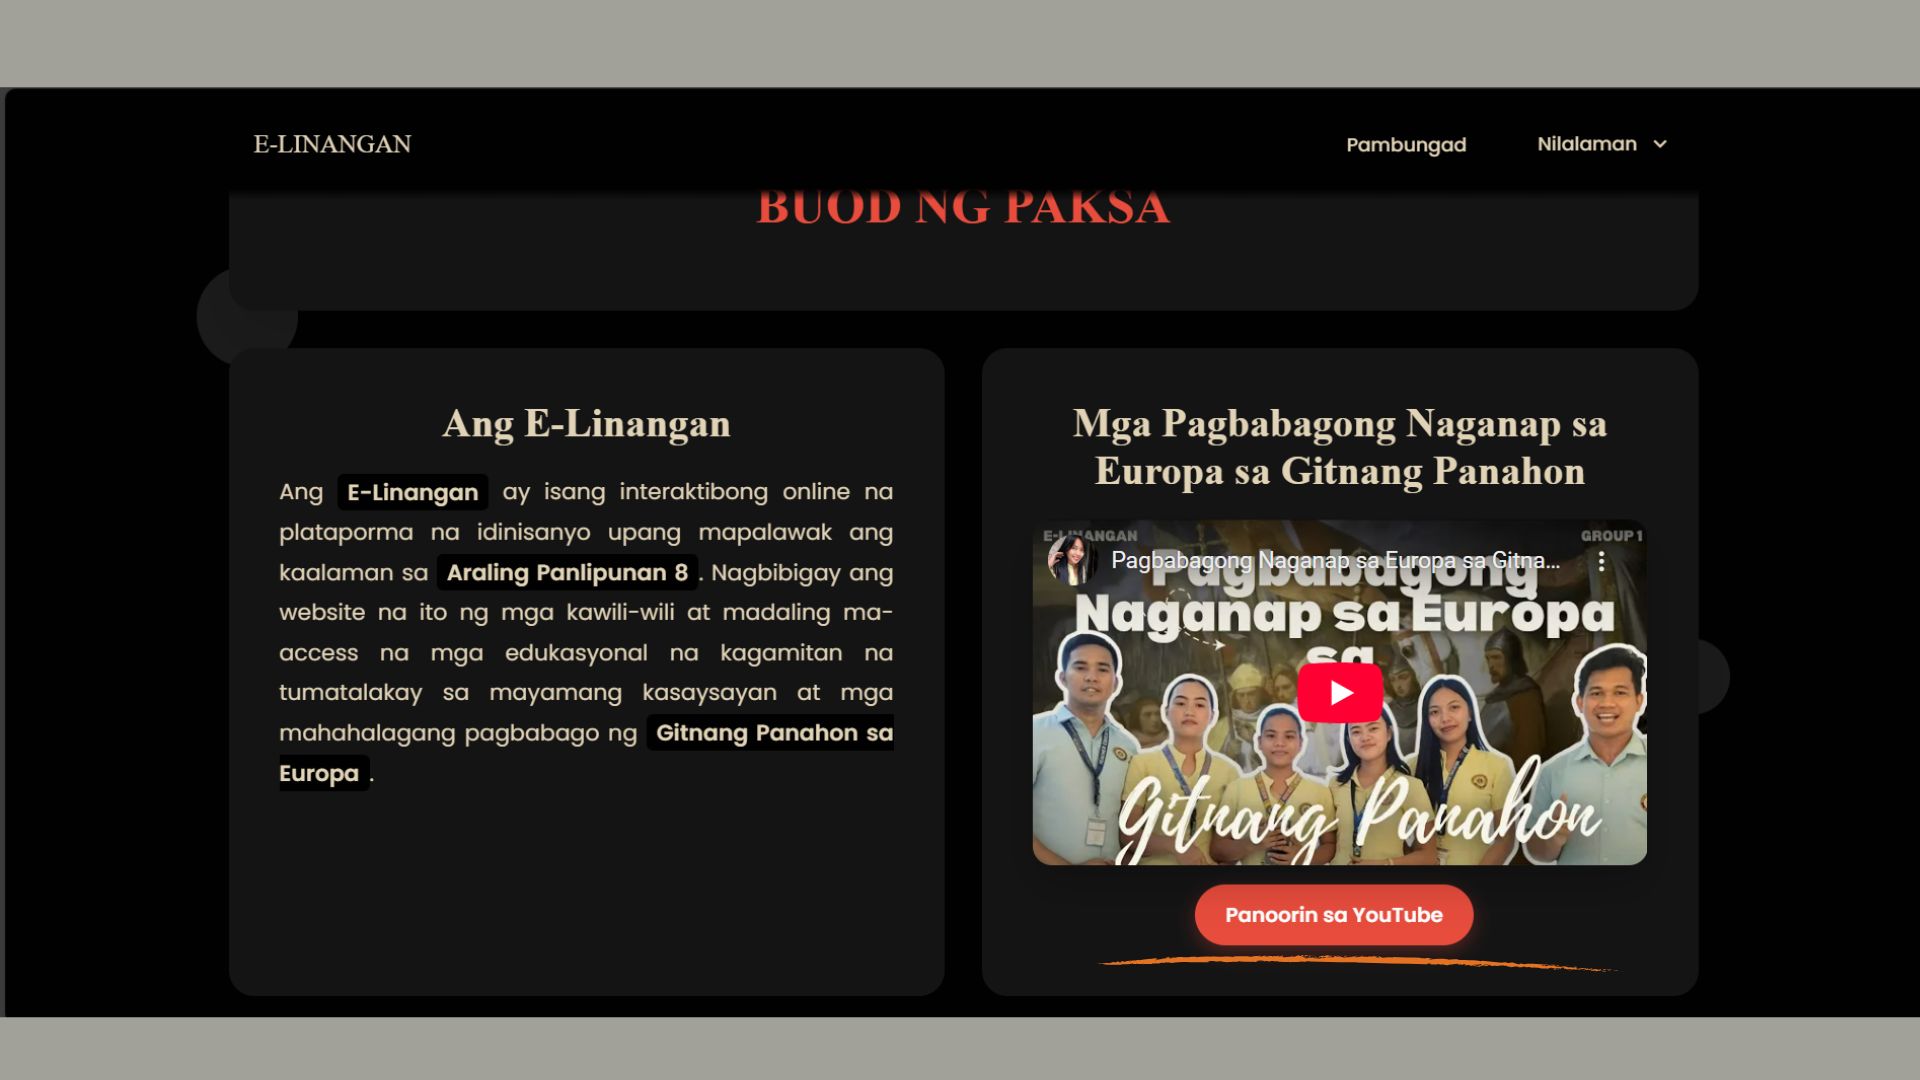 E-LINANGAN
Pambungad
Nilalaman
BUOD NG PAKSA
Ang E-Linangan
Ang E-Linangan ay isang interaktibong online na
plataporma na idinisanyo upang mapalawak ang
kaalaman sa Araling Panlipunan 8 . Nagbibigay ang
website na ito ng mga kawili-wili at madaling ma-
access na mga edukasyonal na kagamitan na
tumatalakay sa mayamang kasaysayan at mga
mahahalagang pagbabago ng Gitnang Panahon sa
Europa .
Mga Pagbabagong Naganap sa
Europa sa Gitnang Panahon
E-LINANGAN
GROUP 1
Pagbabagong Naganap sa Europa sa Gitna...
Pagbabagong
Naganap sa Europa
sa
Gitnang Panahon
Panoorin sa YouTube